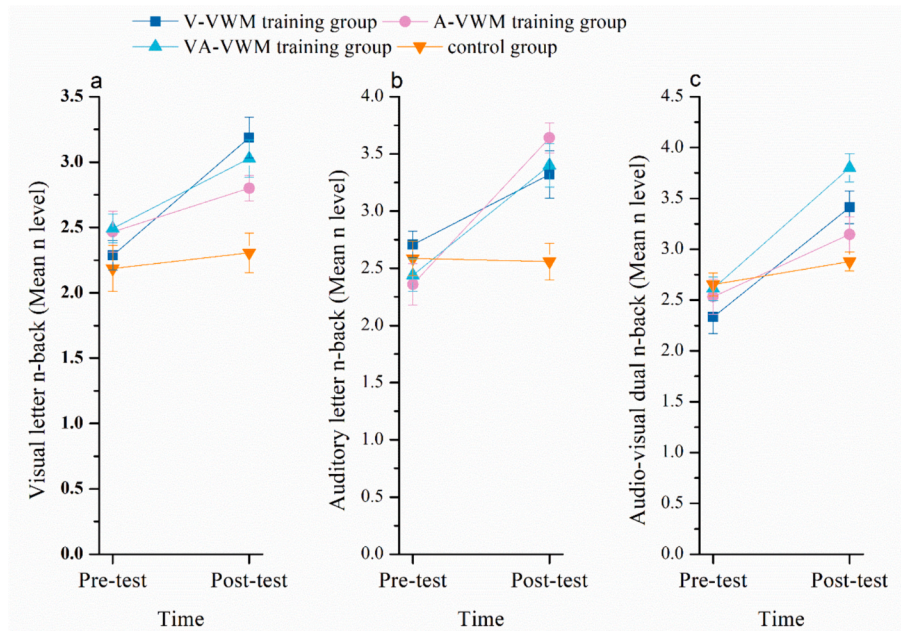 V-VWM training group A-VWM training group
VA-VWM training group control group
a
3.5
3.0
2.5
2.0
1.5
1.0
0.5
0.0
Visual letter n-back (Mean n level)
Pre-test Post-test
Time
b
4.0
3.5
3.0
2.5
2.0
1.5
1.0
0.5
0.0
Auditory letter n-back (Mean n level)
Pre-test Post-test
Time
c
4.5
4.0
3.5
3.0
2.5
2.0
1.5
1.0
0.5
0.0
Audio-visual dual n-back (Mean n level)
Pre-test Post-test
Time